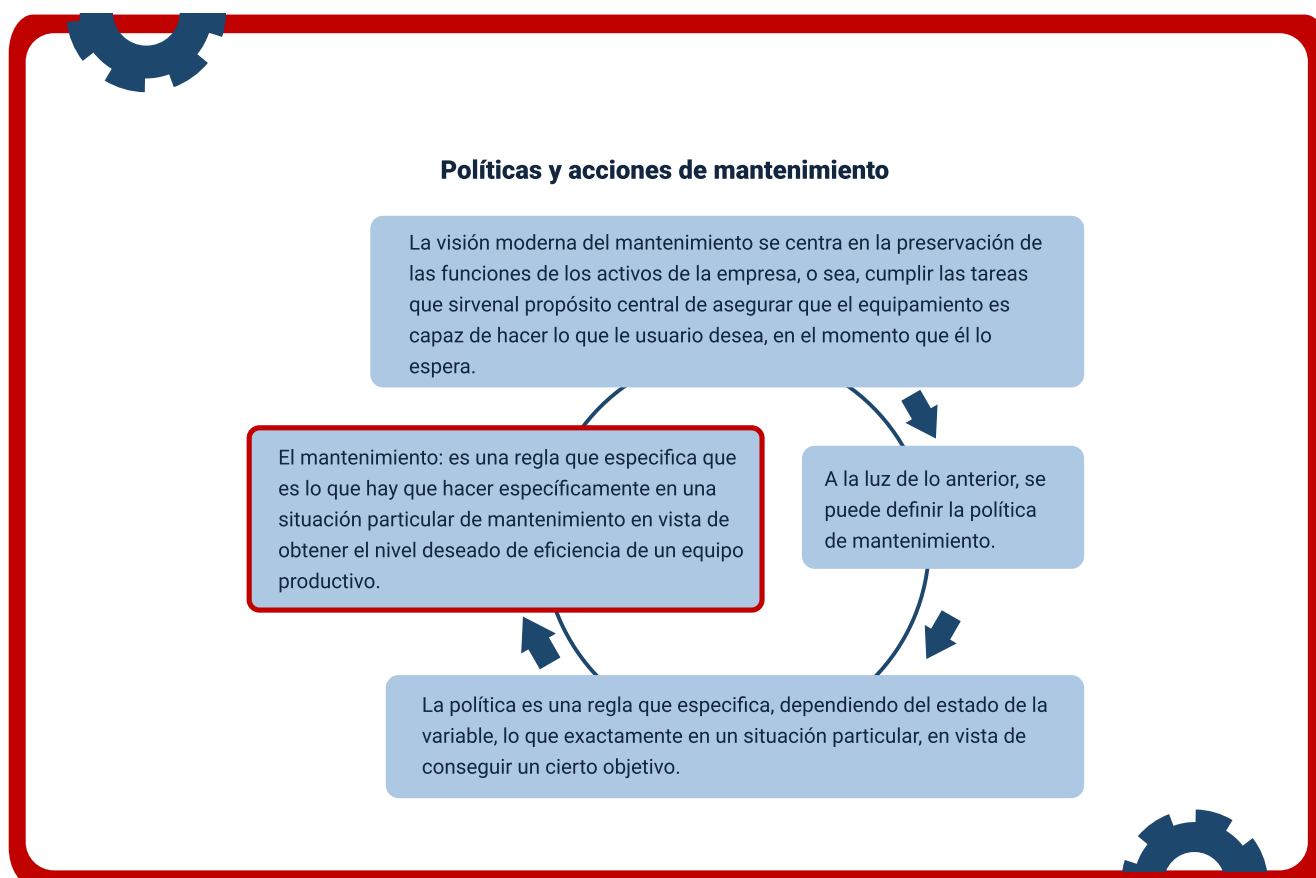 Políticas y acciones de mantenimiento
La visión moderna del mantenimiento se centra en la preservación de
las funciones de los activos de la empresa, o sea, cumplir las tareas
que sirvenal propósito central de asegurar que el equipamiento es
capaz de hacer lo que le usuario desea, en el momento que él lo
espera.
A la luz de lo anterior, se
puede definir la política
de mantenimiento.
La política es una regla que especifica, dependiendo del estado de la
variable, lo que exactamente en un situación particular, en vista de
conseguir un cierto objetivo.
El mantenimiento: es una regla que especifica que
es lo que hay que hacer específicamente en una
situación particular de mantenimiento en vista de
obtener el nivel deseado de eficiencia de un equipo
productivo.